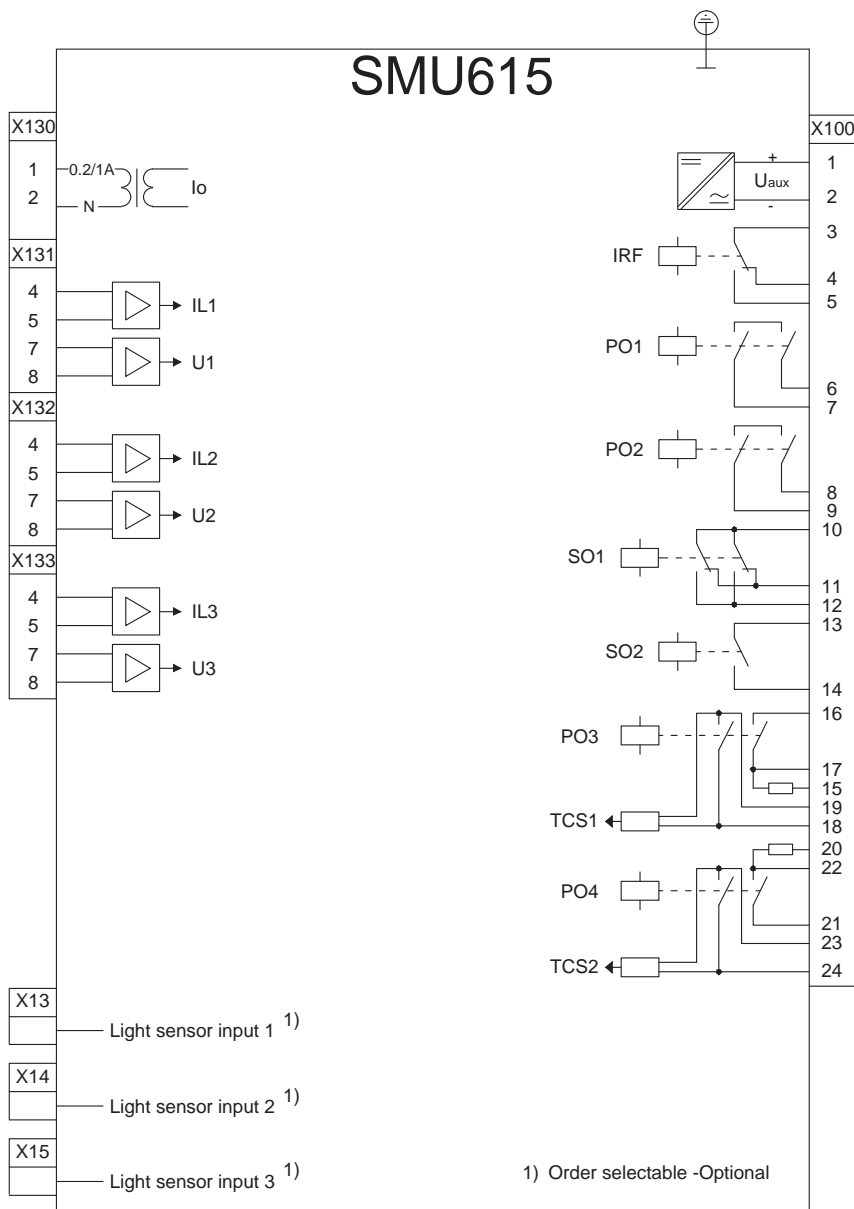 SMU615
X130
1 0.2/1A
2 N
Io
X131
4
5
IL1
7
8
U1
X132
4
5
IL2
7
8
U2
X133
4
5
IL3
7
8
U3
X13
Light sensor input 1 1)
X14
Light sensor input 2 1)
X15
Light sensor input 3 1)
X100
+ 1
Uaux
- 2
IRF
3
4
5
PO1
6
7
PO2
8
9
SO1
10
11
12
SO2
13
14
PO3
16
17
15
19
TCS1
18
20
22
PO4
21
23
TCS2
24
1) Order selectable -Optional